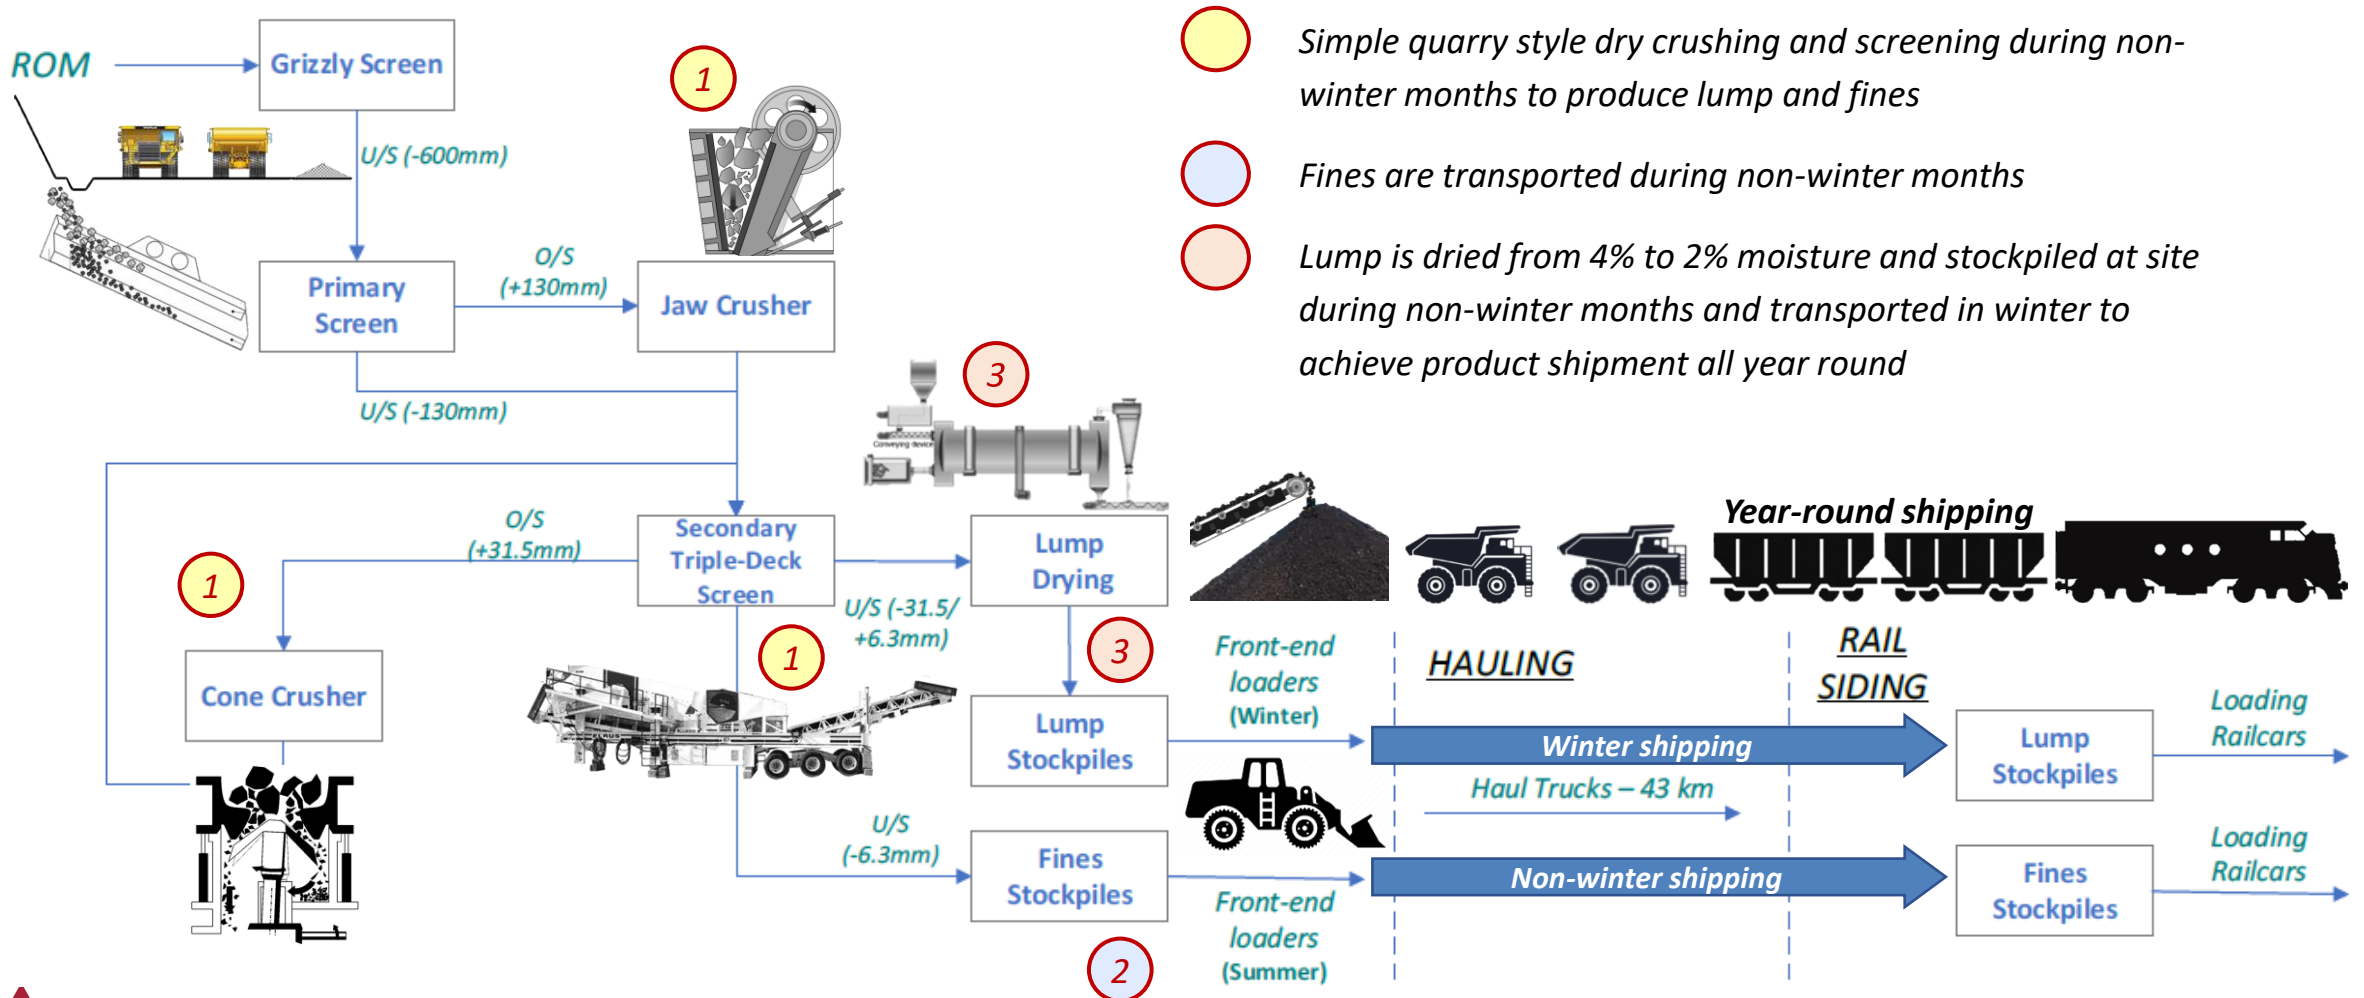 ROM
Grizzly Screen
U/S (-600mm)
1
Primary
Screen
O/S
(+130mm)
Jaw Crusher
U/S (-130mm)
Simple quarry style dry crushing and screening during non-
winter months to produce lump and fines
Fines are transported during non-winter months
Lump is dried from 4% to 2% moisture and stockpiled at site
during non-winter months and transported in winter to
achieve product shipment all year round
3
Conveying device
O/S
(+31.5mm)
Secondary
Triple-Deck
Screen
Lump
Drying
U/S (-31.5/
+6.3mm)
1
Cone Crusher
1
3
Lump
Stockpiles
U/S
(-6.3mm)
Fines
Stockpiles
2
Front-end
loaders
(Winter)
Front-end
loaders
(Summer)
Year-round shipping
HAULING
RAIL
SIDING
Winter shipping
Haul Trucks – 43 km
Non-winter shipping
Lump
Stockpiles
Loading
Railcars
Fines
Stockpiles
Loading
Railcars